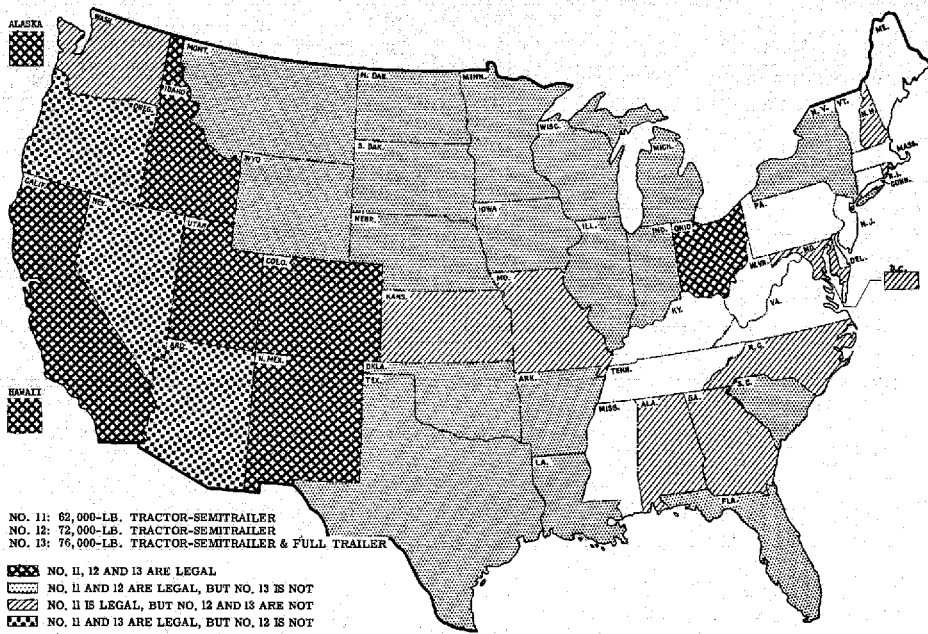 ALASKA
WASH.
MONT.
N. DAK.
MINN.
ME.
IDAHO
OREG.
WISC.
MICH.
N. Y.
VT.
N. H.
MASS.
R.I.
CONN.
S. DAK.
WYO.
IOWA
NEBR.
CALIF.
NEV.
UTAH
COLO.
ILL.
IND.
OHIO
PA.
N.J.
DEL.
MD.
W.VA.
D.C.
VA.
KY.
MO.
KANS.
ARIZ.
N. MEX.
OKLA.
TEX.
ARK.
TENN.
N. C.
S. C.
HAWAII
MISS.
ALA.
GA.
LA.
FLA.
NO. 11: 62,000-LB. TRACTOR-SEMITRAILER
NO. 12: 72,000-LB. TRACTOR-SEMITRAILER
NO. 13: 76,000-LB. TRACTOR-SEMITRAILER & FULL TRAILER
NO. 11, 12 AND 13 ARE LEGAL
NO. 11 AND 12 ARE LEGAL, BUT NO. 13 IS NOT
NO. 11 IS LEGAL, BUT NO. 12 AND 13 ARE NOT
NO. 11 AND 13 ARE LEGAL, BUT NO. 12 IS NOT